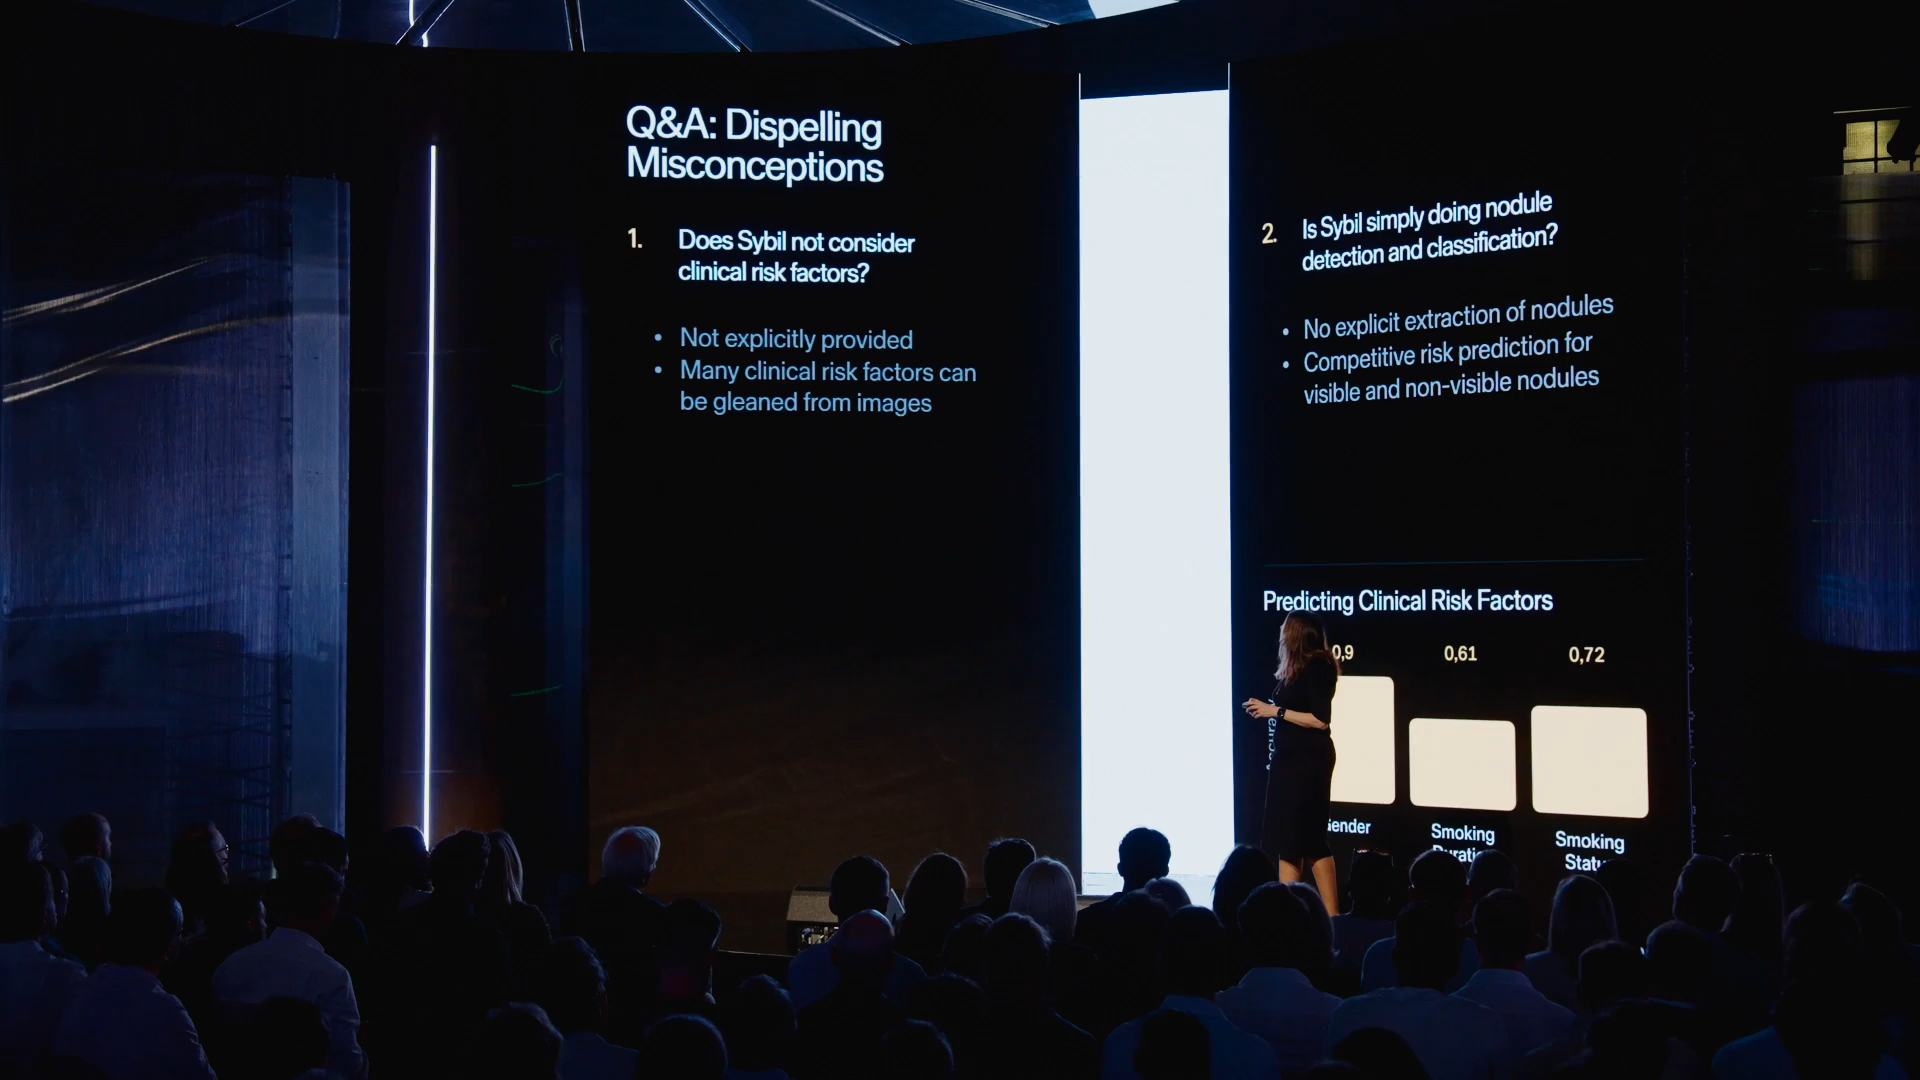 Q&A: Dispelling
Misconceptions
1. Does Sybil not consider
clinical risk factors?
• Not explicitly provided
• Many clinical risk factors can
be gleaned from images
2. Is Sybil simply doing nodule
detection and classification?
• No explicit extraction of nodules
• Competitive risk prediction for
visible and non-visible nodules
Predicting Clinical Risk Factors
0,9
0,61
0,72
Gender
Smoking
Smoking